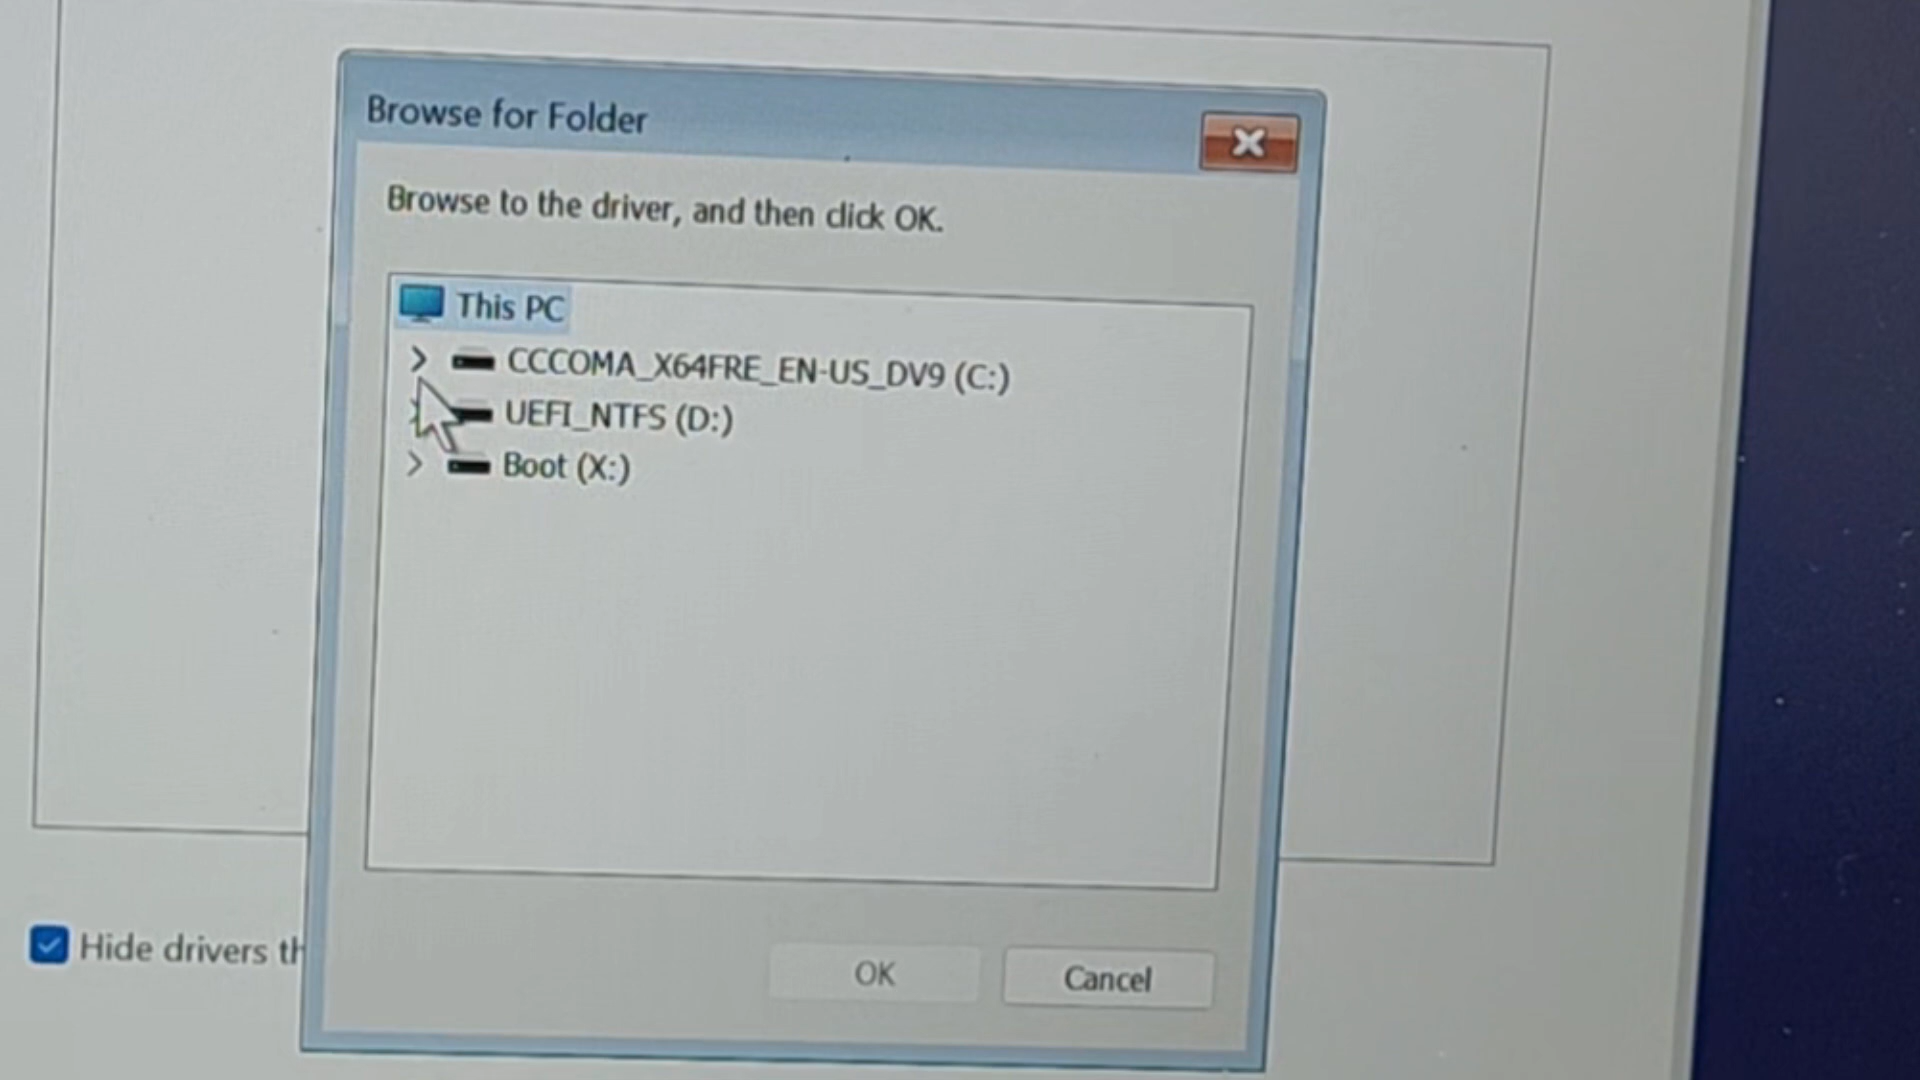 Browse for Folder
Browse to the driver, and then click OK.
This PC
CCCOMA_X64FRE_EN-US_DV9 (C:)
UEFI_NTFS (D:)
Boot (X:)
Hide drivers th
OK
Cancel